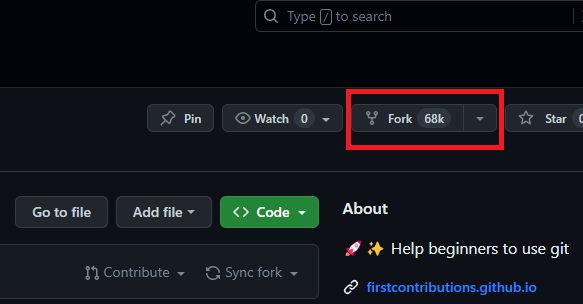 Type / to search
Pin
Watch 0
Fork 68k
Star
Go to file
Add file
<> Code
About
🚀 ✨ Help beginners to use git
Contribute
Sync fork
firstcontributions.github.io